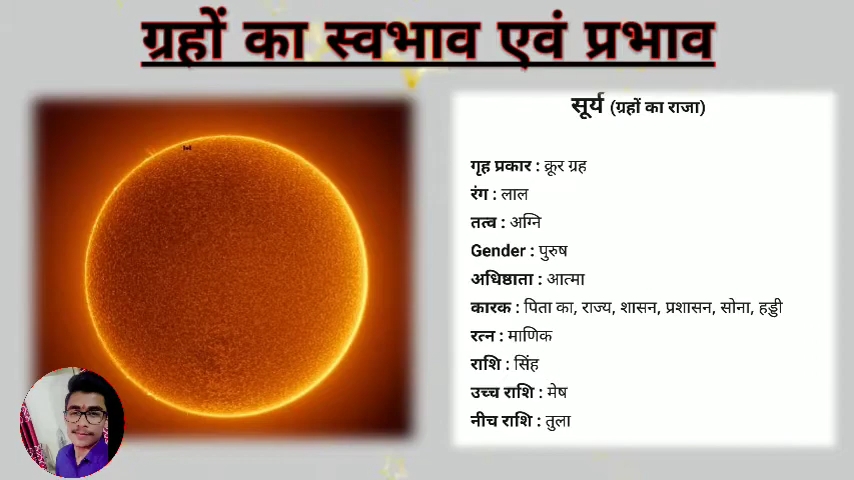 ग्रहों का स्वभाव एवं प्रभाव
सूर्य (ग्रहों का राजा)
गृह प्रकार : क्रूर ग्रह
रंग : लाल
तत्व : अग्नि
Gender : पुरुष
अधिष्ठाता : आत्मा
कारक : पिता का, राज्य, शासन, प्रशासन, सोना, हड्डी
रत्न : माणिक
राशि : सिंह
उच्च राशि : मेष
नीच राशि : तुला